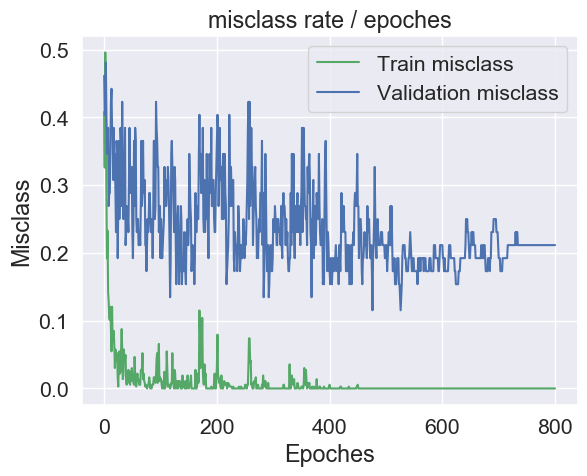 misclass rate / epoches
Train misclass
Validation misclass
Misclass
0.5
0.4
0.3
0.2
0.1
0.0
0
200
400
600
800
Epoches